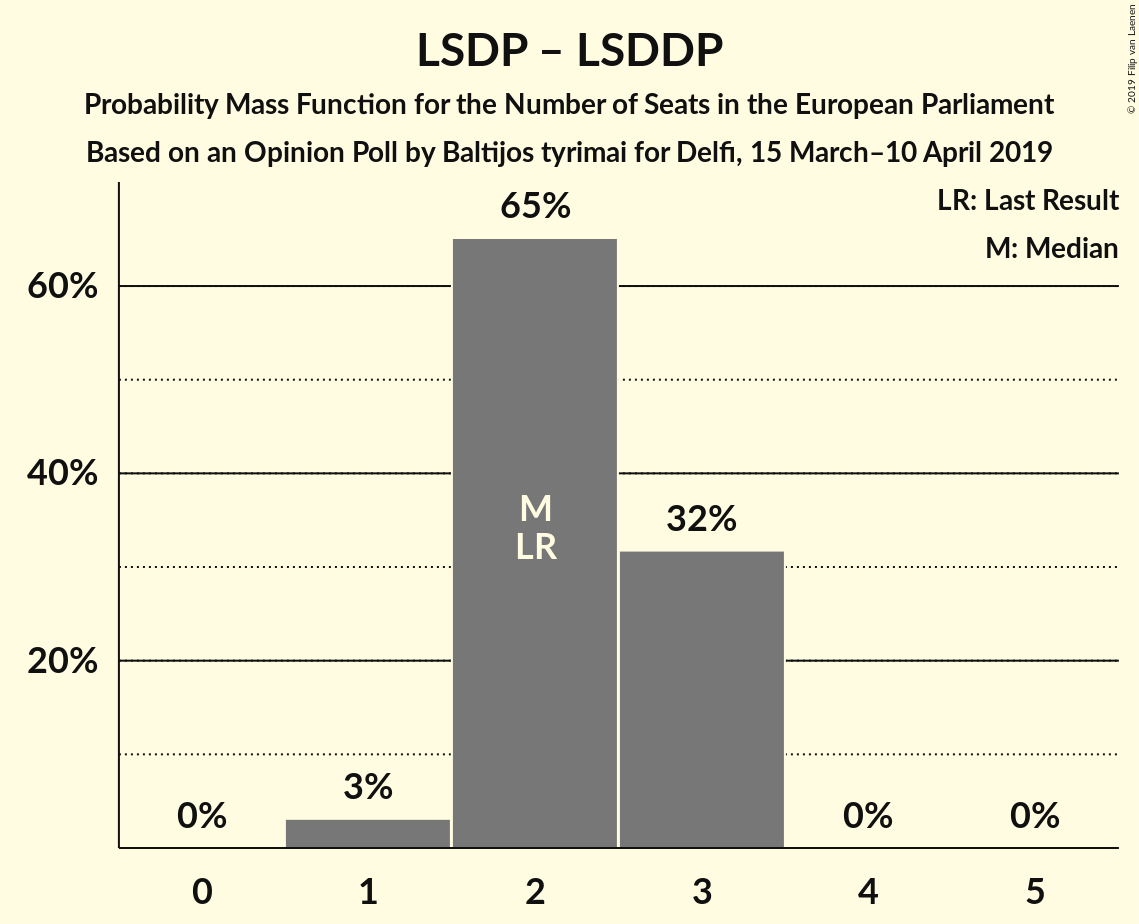 LSDP – LSDDP
Probability Mass Function for the Number of Seats in the European Parliament
Based on an Opinion Poll by Baltijos tyrimai for Delfi, 15 March–10 April 2019
© 2019 Filip van Laenen
LR: Last Result
M: Median
60%
40%
20%
0%
3%
65%
32%
0%
0%
M
LR
0
1
2
3
4
5